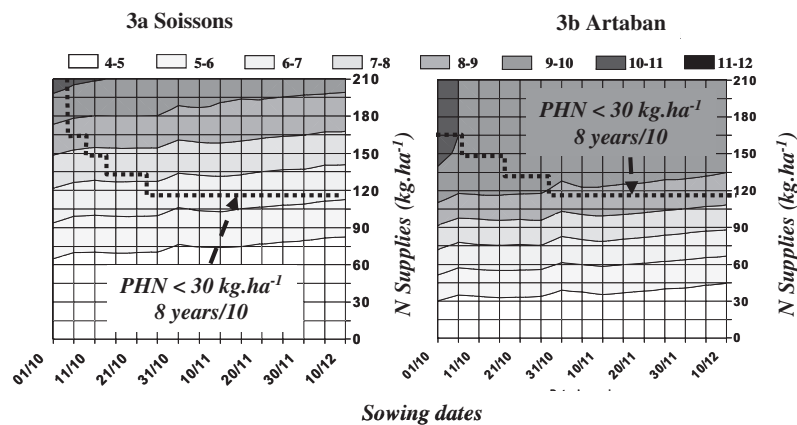 3a Soissons
3b Artaban
4-5 5-6 6-7 7-8 8-9 9-10 10-11 11-12
210
180
150
120
90
60
30
0
N Supplies (kg.ha-1)
PHN < 30 kg.ha-1
8 years/10
01/10 11/10 21/10 31/10 10/11 20/11 30/11 10/12
210
180
150
120
90
60
30
0
N Supplies (kg.ha-1)
PHN < 30 kg.ha-1
8 years/10
01/10 11/10 21/10 31/10 10/11 20/11 30/11 10/12
Sowing dates